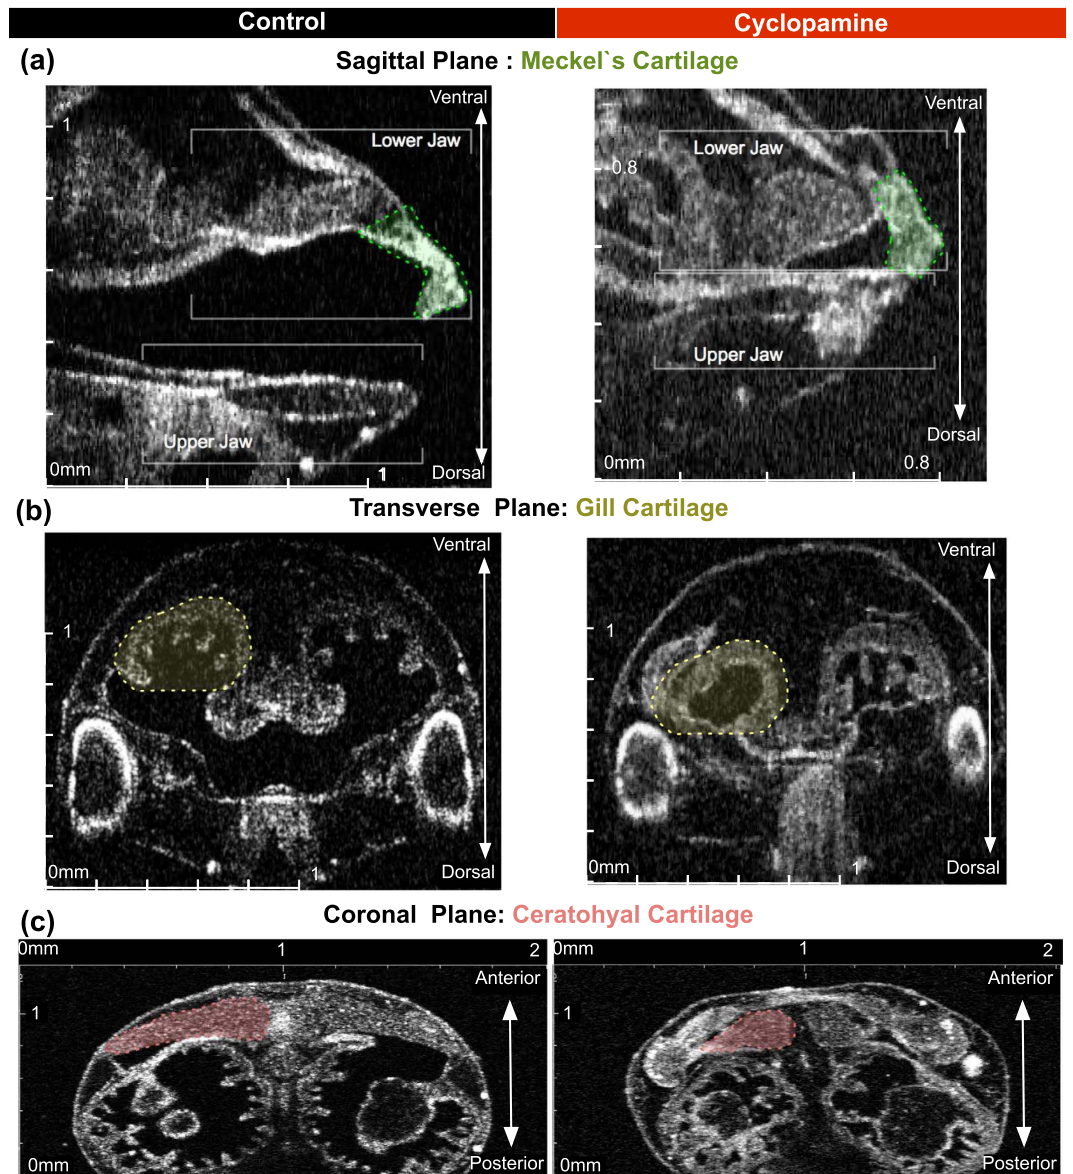 Control
Cyclopamine
(a)
Sagittal Plane : Meckel`s Cartilage
Ventral
1
Lower Jaw
Upper Jaw
0mm
1
Dorsal
Ventral
Lower Jaw
0.8
Upper Jaw
Dorsal
0mm
0.8
(b)
Transverse Plane: Gill Cartilage
Ventral
1
0mm
1
Dorsal
Ventral
1
0mm
1
Dorsal
(c)
Coronal Plane: Ceratohyal Cartilage
0mm
1
2
Anterior
1
0mm
Posterior
0mm
1
2
Anterior
1
0mm
Posterior